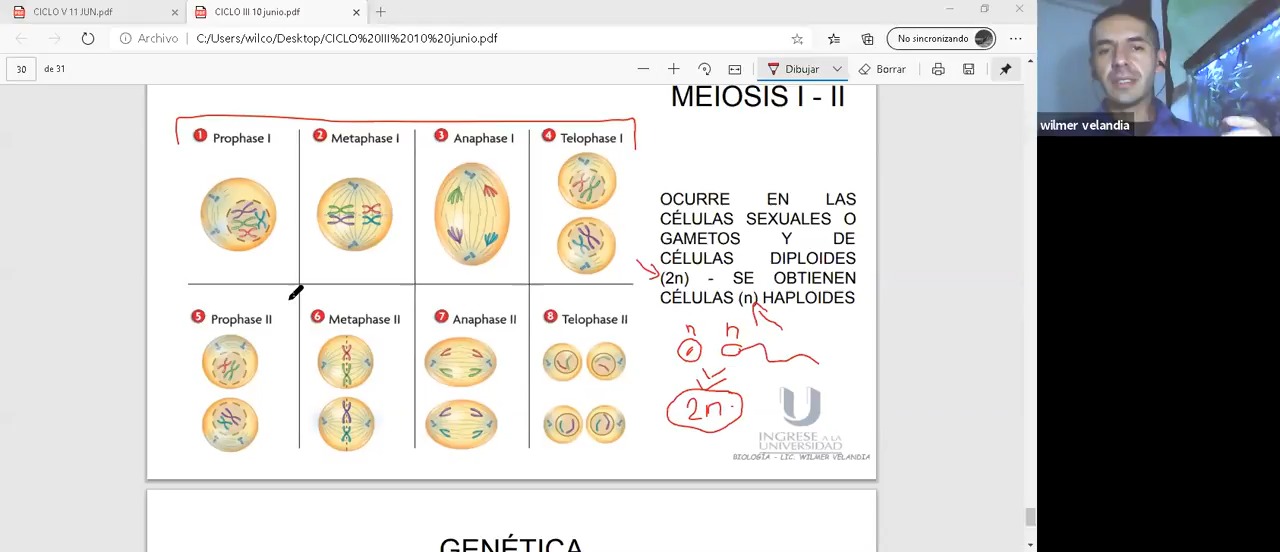 CICLO V 11 JUN.pdf
CICLO III 10 junio.pdf
Archivo
C:/Users/wilco/Desktop/CICLO%20III%2010%20junio.pdf
No sincronizando
30
de 31
Dibujar
Borrar
wilmer velandia
MEIOSIS I - II
1 Prophase I
2 Metaphase I
3 Anaphase I
4 Telophase I
OCURRE EN LAS
CÉLULAS SEXUALES O
GAMETOS Y DE
CÉLULAS DIPLOIDES
(2n) - SE OBTIENEN
CÉLULAS (n) HAPLOIDES
5 Prophase II
6 Metaphase II
7 Anaphase II
8 Telophase II
n n
2n.
INGRESE A LA
UNIVERSIDAD
BIOLOGÍA - LIC. WILMER VELANDIA
GENÉTICA